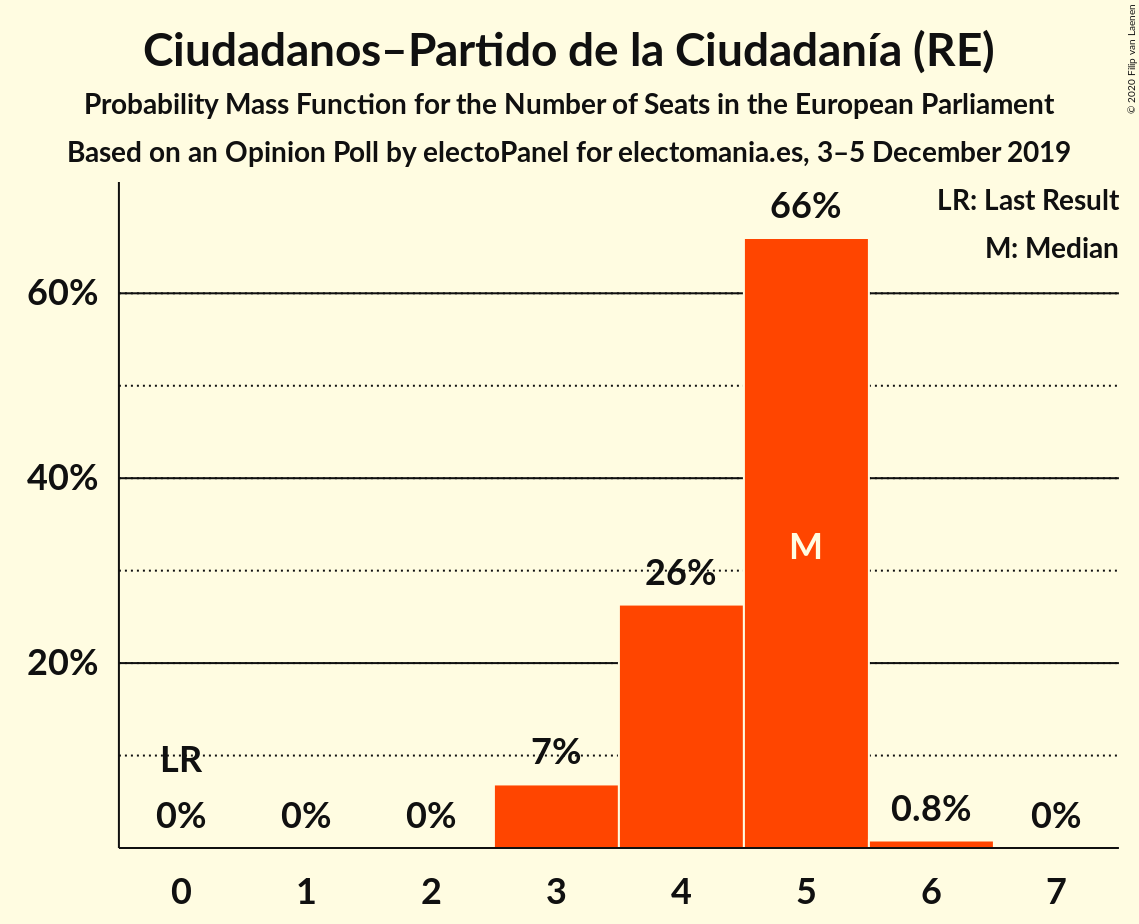 Ciudadanos–Partido de la Ciudadanía (RE)
Probability Mass Function for the Number of Seats in the European Parliament
Based on an Opinion Poll by electoPanel for electomania.es, 3–5 December 2019
© 2020 Filip van Laenen
LR: Last Result
M: Median
66%
60%
40%
M
26%
20%
7%
LR
0% 0% 0% 0.8% 0%
0 1 2 3 4 5 6 7